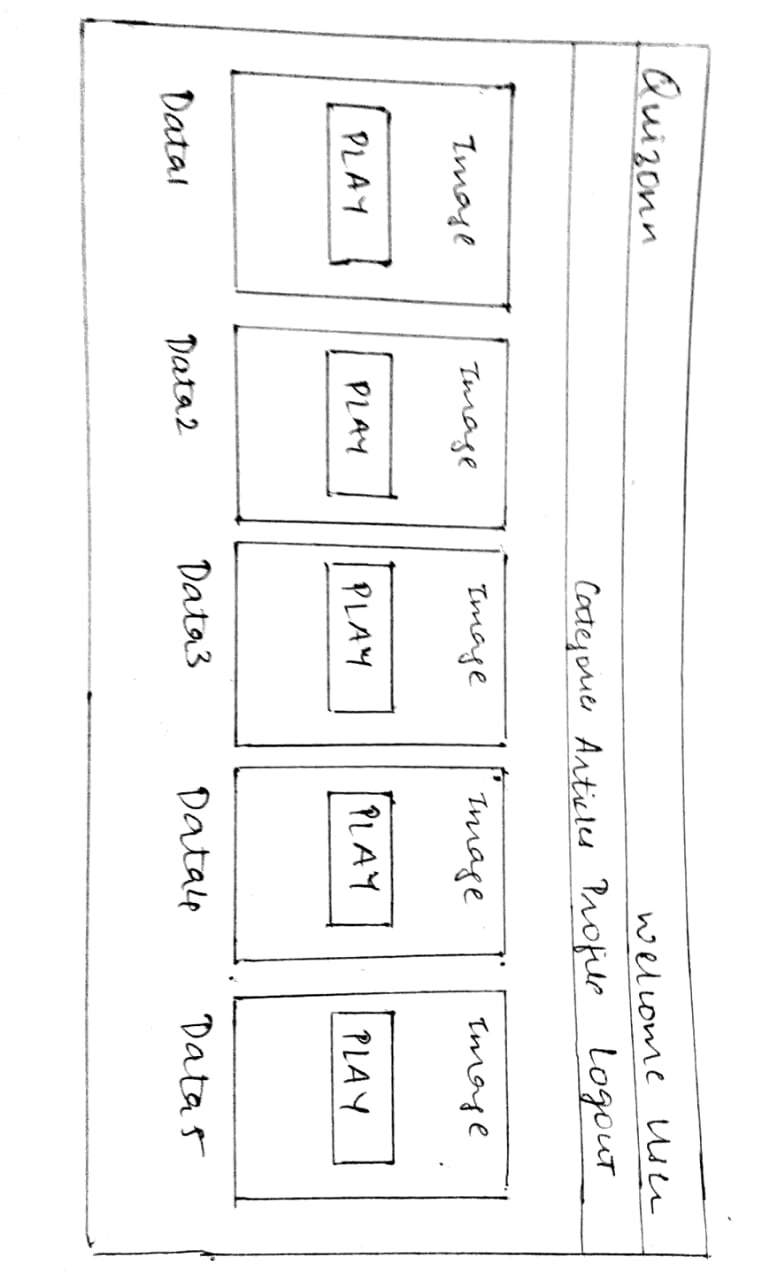 Quizonn Welcome User
Categories Articles Profile Logout
Image Image Image Image Image
PLAY PLAY PLAY PLAY PLAY
Data1 Data2 Data3 Data4 Data5